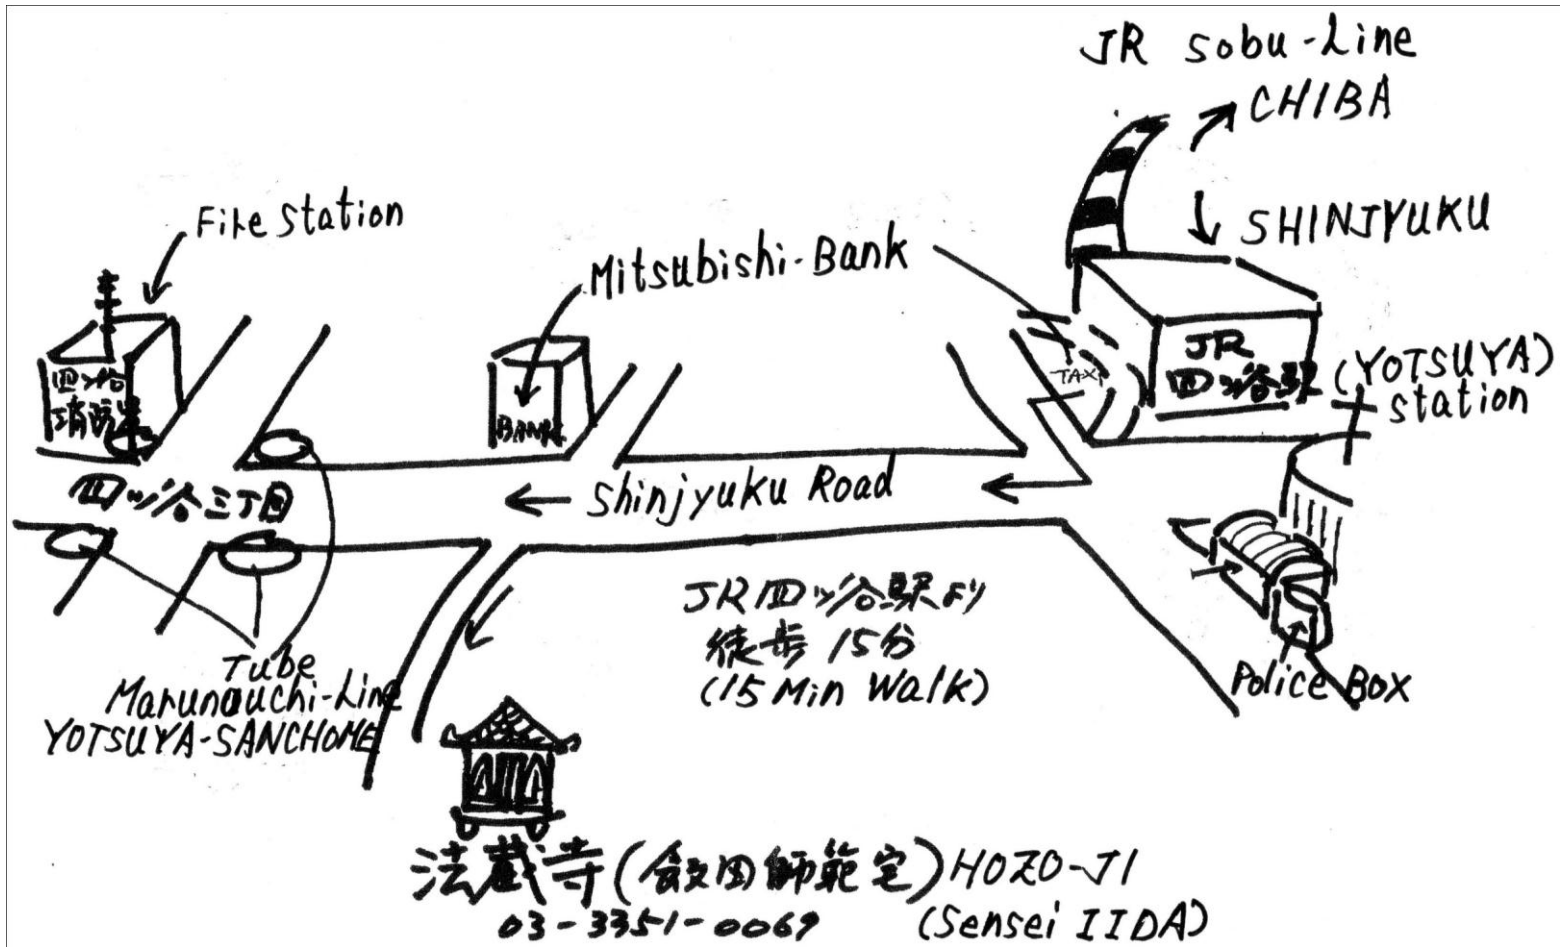 JR Sobu-Line
CHIBA
SHINJYUKU
Fire Station
Mitsubishi-Bank
JR
四ッ谷駅
(YOTSUYA)
Station
TAXI
四ッ谷
消防署
BANK
四ッ谷三丁目
Shinjyuku Road
JR四ッ谷駅より
徒歩 15分
(15 Min Walk)
Police Box
Tube
Marunouchi-Line
YOTSUYA-SANCHOME
法蔵寺(飯田師範宅) HOZO-JI
03-3351-0069 (Sensei IIDA)